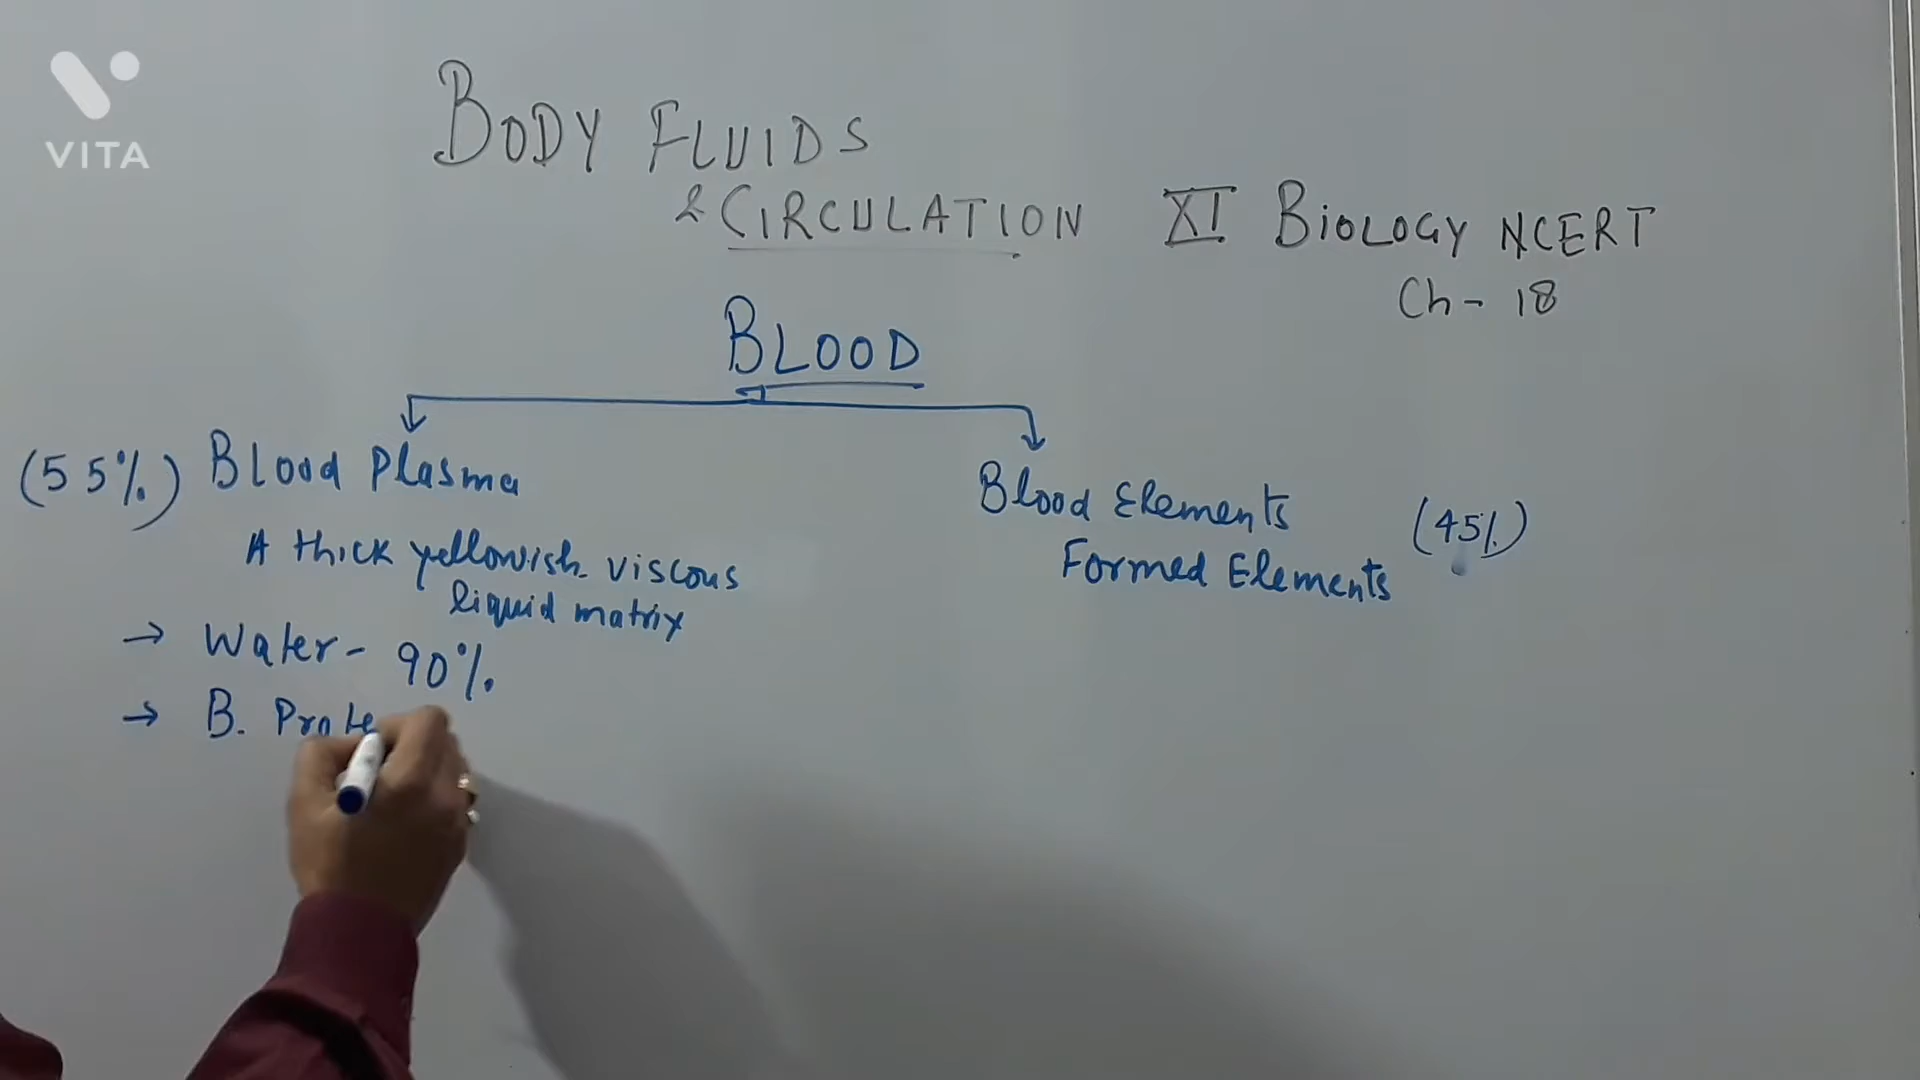 VITA
BODY FLUIDS
& CIRCULATION XI BIOLOGY NCERT
Ch - 18
BLOOD
(55%) Blood Plasma
A thick yellowish viscous
liquid matrix
→ Water - 90%.
→ B. Prote
Blood Elements
Formed Elements (45%)